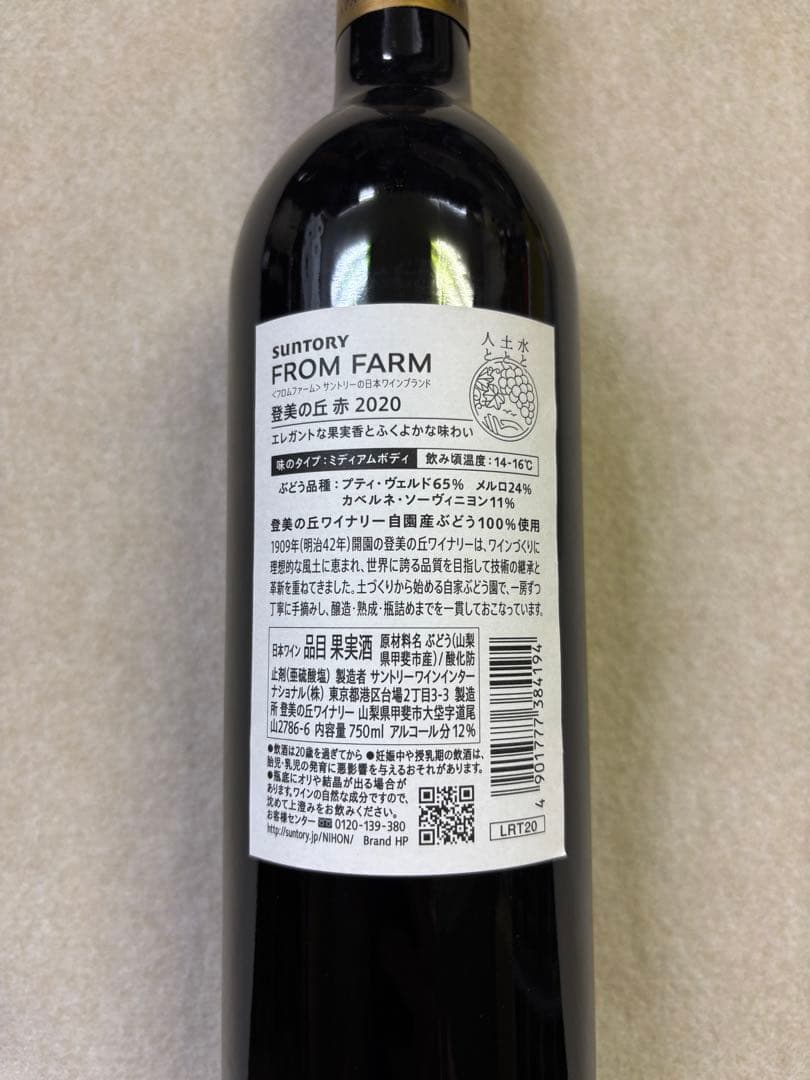 SUNTORY
FROM FARM
<フロムファーム> サントリーの日本ワインブランド
登美の丘 赤 2020
エレガントな果実香とふくよかな味わい
水と
土と
人と
味のタイプ：ミディアムボディ 飲み頃温度：14-16℃
ぶどう品種：プティ・ヴェルド65% メルロ24%
カベルネ・ソーヴィニヨン11%
登美の丘ワイナリー自園産ぶどう100%使用
1909年(明治42年)開園の登美の丘ワイナリーは、ワインづくりに
理想的な風土に恵まれ、世界に誇る品質を目指して技術の継承と
革新を重ねてきました。土づくりから始める自家ぶどう園で、一房ずつ
丁寧に手摘みし、醸造・熟成・瓶詰めまでを一貫しておこなっています。
日本ワイン 品目 果実酒 原材料名 ぶどう(山梨
県甲斐市産)/酸化防
止剤(亜硫酸塩) 製造者 サントリーワインインター
ナショナル(株) 東京都港区台場2丁目3-3 製造
所 登美の丘ワイナリー 山梨県甲斐市大垈字道尾
山2786-6 内容量 750ml アルコール分 12%
●飲酒は20歳を過ぎてから ●妊娠中や授乳期の飲酒は、
胎児・乳児の発育に悪影響を与えるおそれがあります。
●瓶底にオリや結晶が出る場合が
あります。ワインの自然な成分ですので、
沈めて上澄みをお飲みください。
お客様センター 0120-139-380
http://suntory.jp/NIHON/ Brand HP
4 901777 384194
LRT20